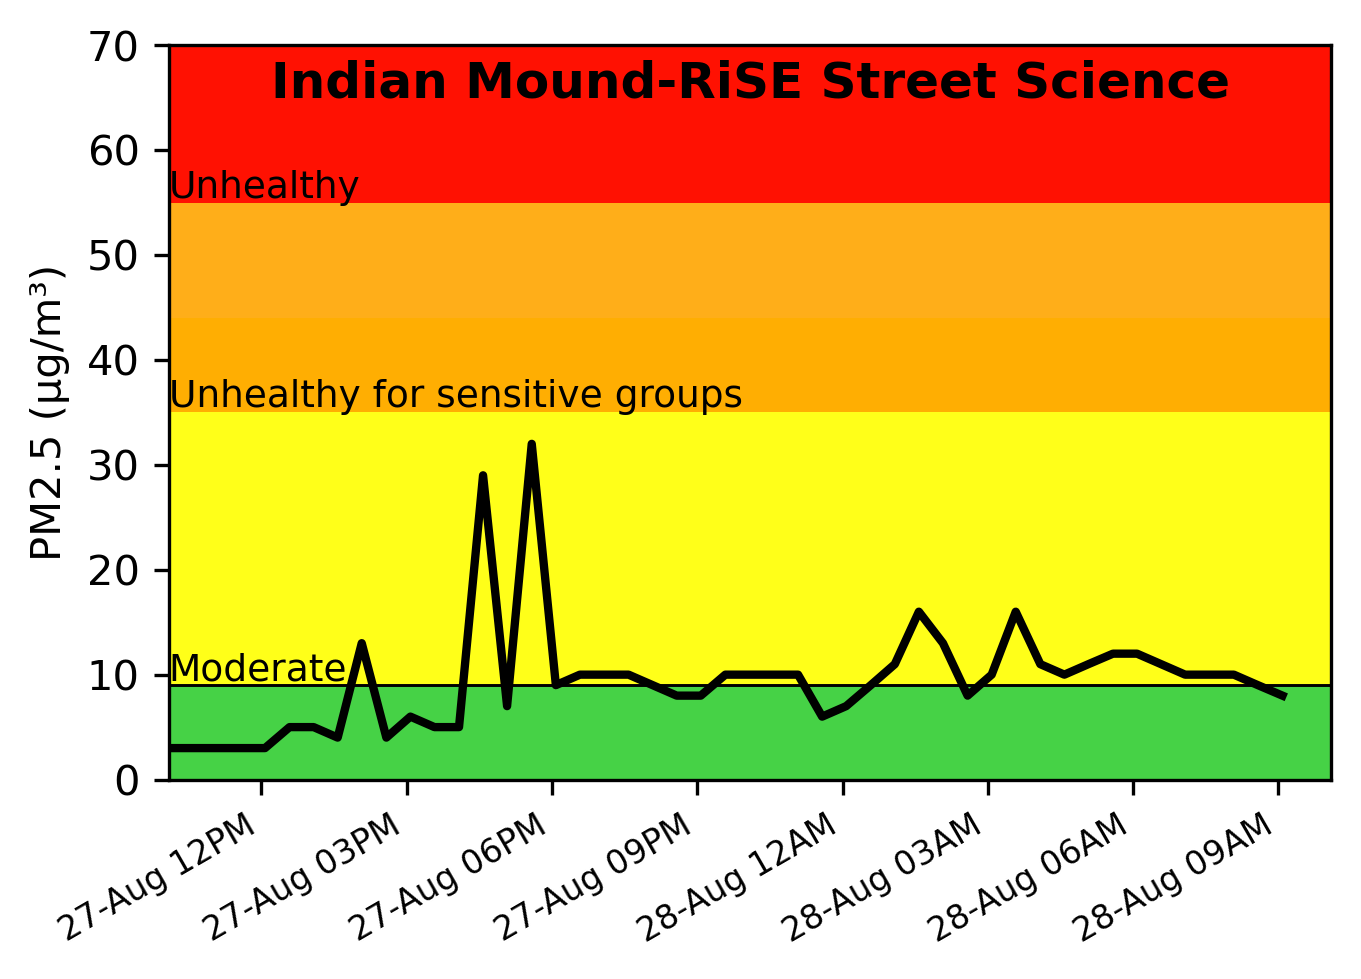 Indian Mound-RiSE Street Science
70
60
50
40
30
20
10
0
PM2.5 (µg/m³)
Unhealthy
Unhealthy for sensitive groups
Moderate
27-Aug 12PM
27-Aug 03PM
27-Aug 06PM
27-Aug 09PM
28-Aug 12AM
28-Aug 03AM
28-Aug 06AM
28-Aug 09AM